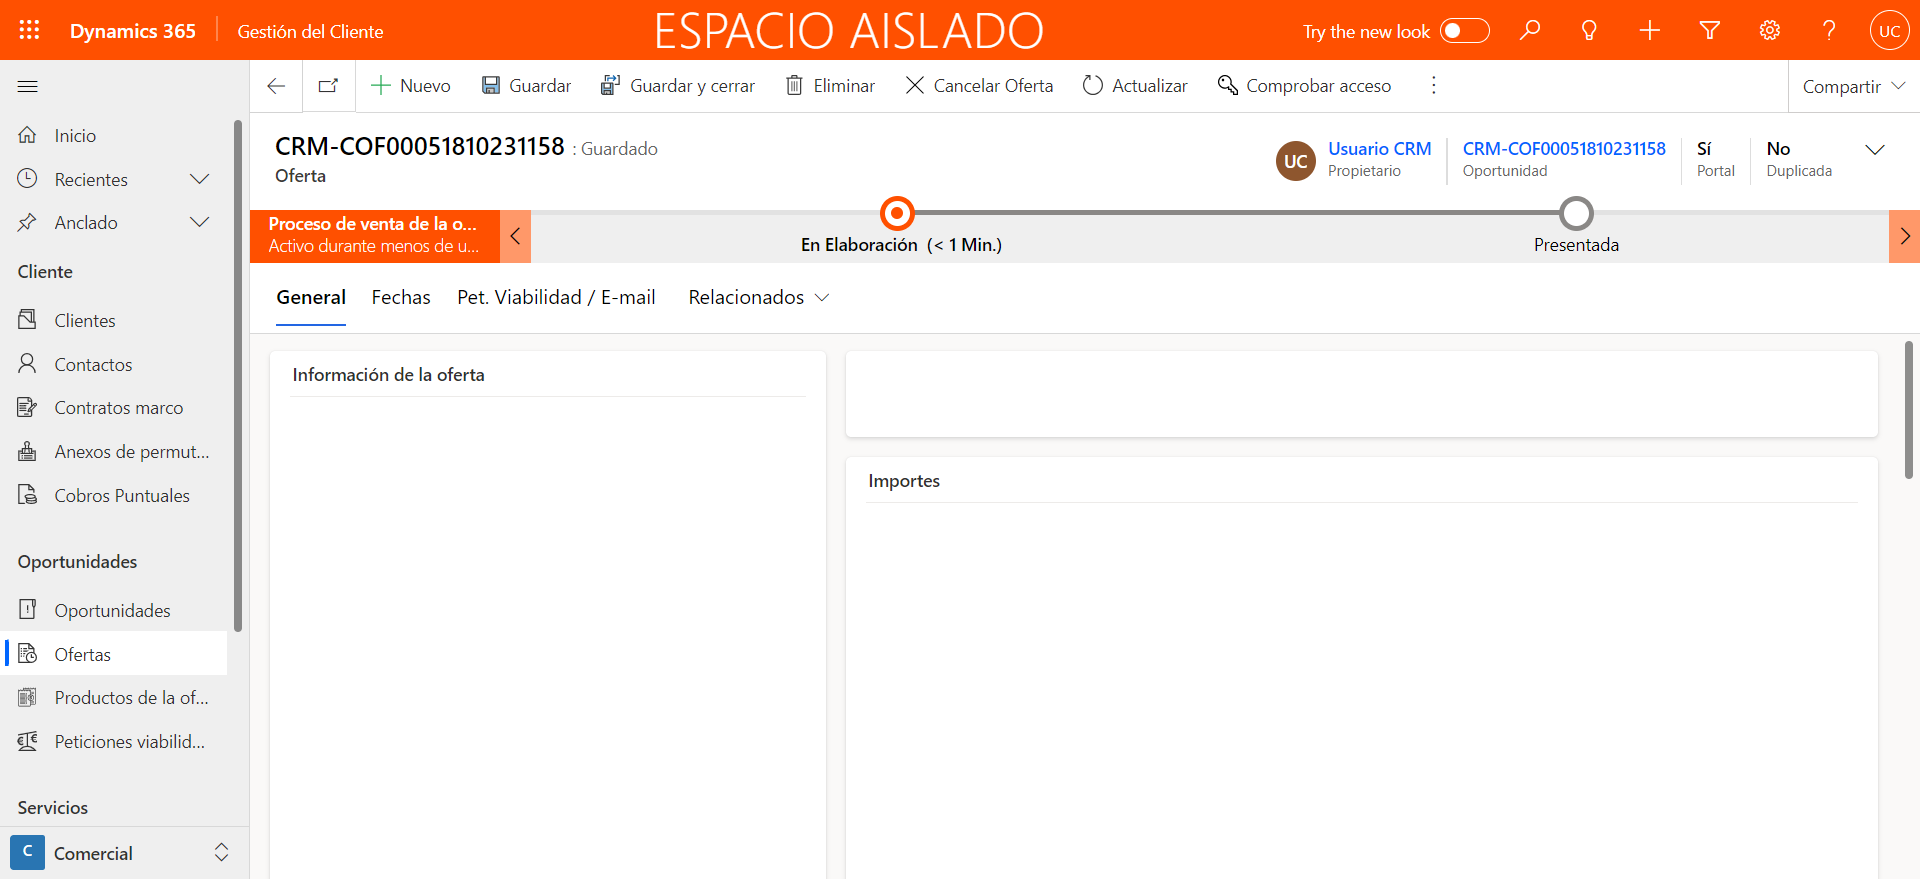 Dynamics 365
Gestión del Cliente
ESPACIO AISLADO
Try the new look
UC
Nuevo
Guardar
Guardar y cerrar
Eliminar
Cancelar Oferta
Actualizar
Comprobar acceso
Compartir
Inicio
Recientes
Anclado
Cliente
Clientes
Contactos
Contratos marco
Anexos de permut...
Cobros Puntuales
Oportunidades
Oportunidades
Ofertas
Productos de la of...
Peticiones viabilid...
Servicios
C
Comercial
CRM-COF00051810231158 : Guardado
Oferta
UC
Usuario CRM
Propietario
CRM-COF00051810231158
Oportunidad
Sí
Portal
No
Duplicada
Proceso de venta de la o...
Activo durante menos de u...
En Elaboración (< 1 Min.)
Presentada
General
Fechas
Pet. Viabilidad / E-mail
Relacionados
Información de la oferta
Importes